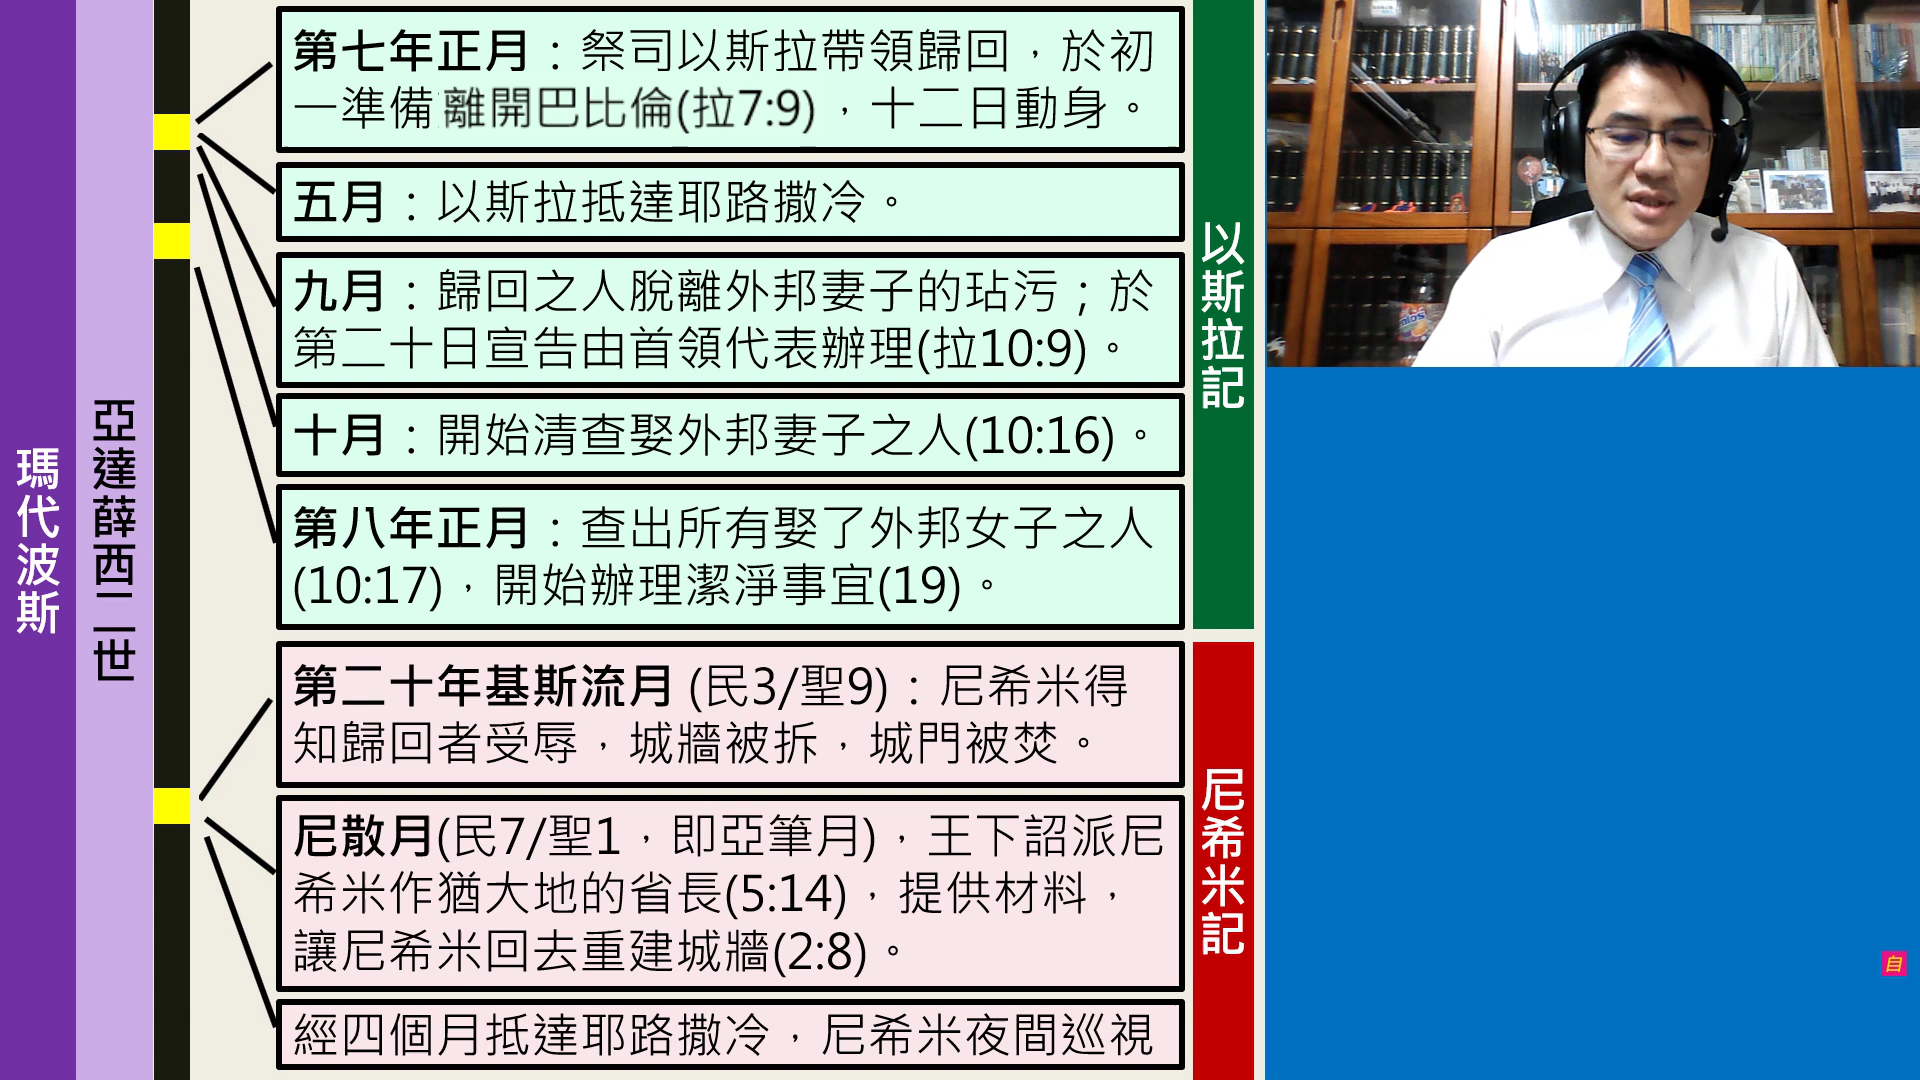 瑪代波斯
亞達薛西二世
第七年正月：祭司以斯拉帶領歸回，於初
一準備離開巴比倫(拉7:9)，十二日動身。
五月：以斯拉抵達耶路撒冷。
九月：歸回之人脫離外邦妻子的玷污；於
第二十日宣告由首領代表辦理(拉10:9)。
十月：開始清查娶外邦妻子之人(10:16)。
第八年正月：查出所有娶了外邦女子之人
(10:17)，開始辦理潔淨事宜(19)。
第二十年基斯流月 (民3/聖9)：尼希米得
知歸回者受辱，城牆被拆，城門被焚。
尼散月(民7/聖1，即亞筆月)，王下詔派尼
希米作猶大地的省長(5:14)，提供材料，
讓尼希米回去重建城牆(2:8)。
經四個月抵達耶路撒冷，尼希米夜間巡視
以斯拉記
尼希米記
自